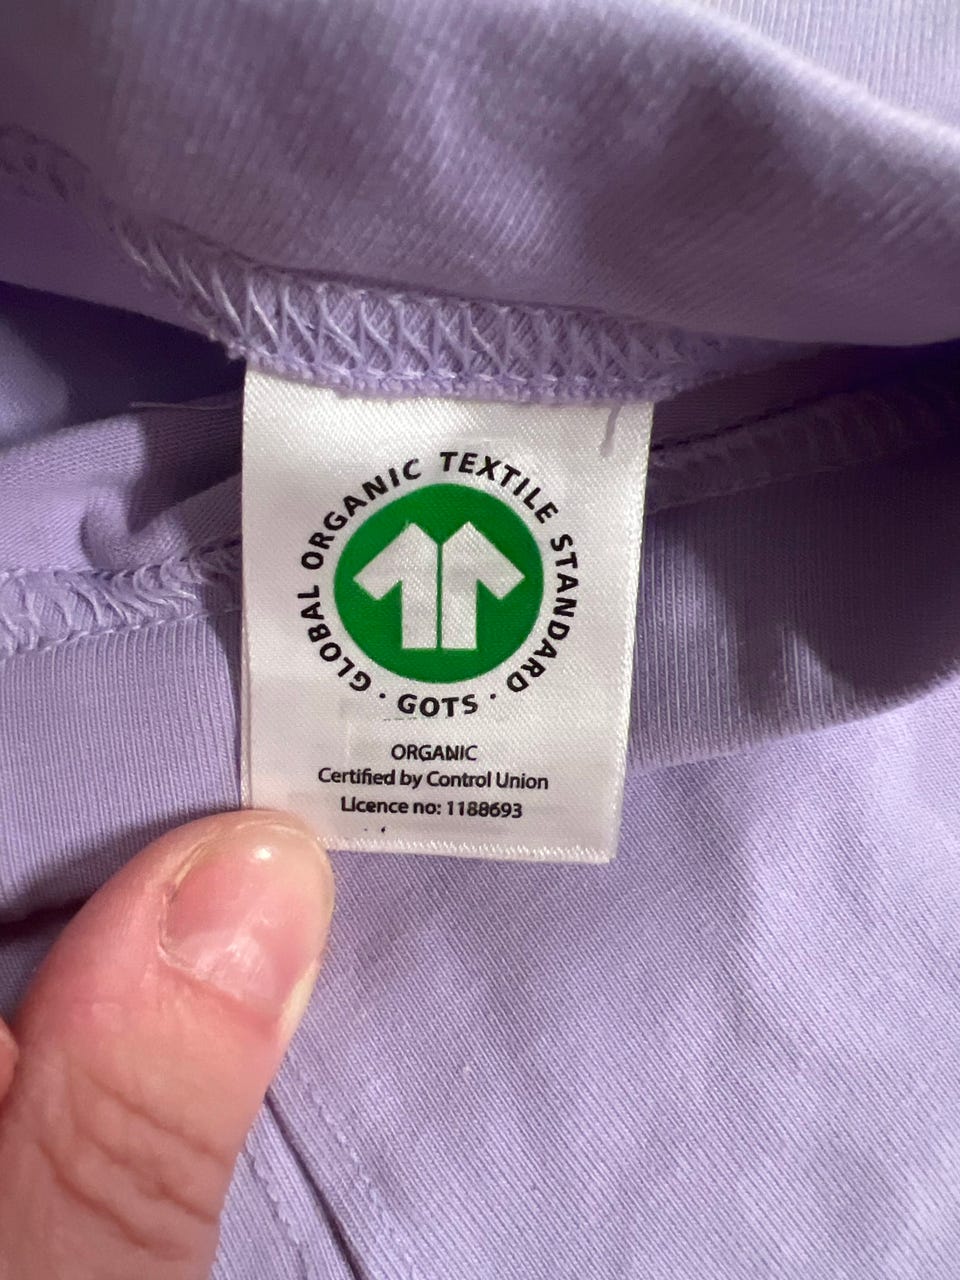 GLOBAL ORGANIC TEXTILE STANDARD
· GOTS ·
ORGANIC
Certified by Control Union
Licence no: 1188693